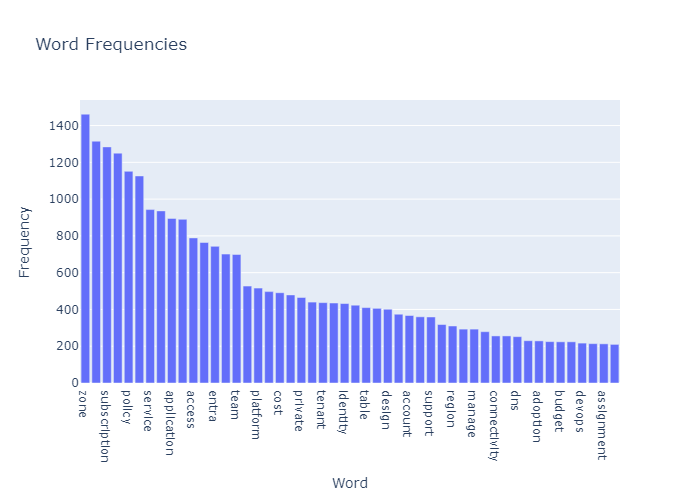 Word Frequencies
Frequency
1400
1200
1000
800
600
400
200
0
zone
subscription
policy
service
application
access
entra
team
platform
cost
private
tenant
identity
table
design
account
support
region
manage
connectivity
dns
adoption
budget
devops
assignment
Word